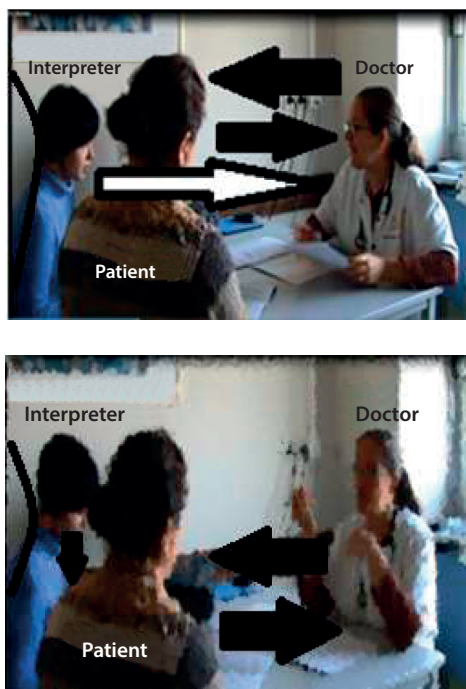 Interpreter
Doctor
Patient
Interpreter
Doctor
Patient